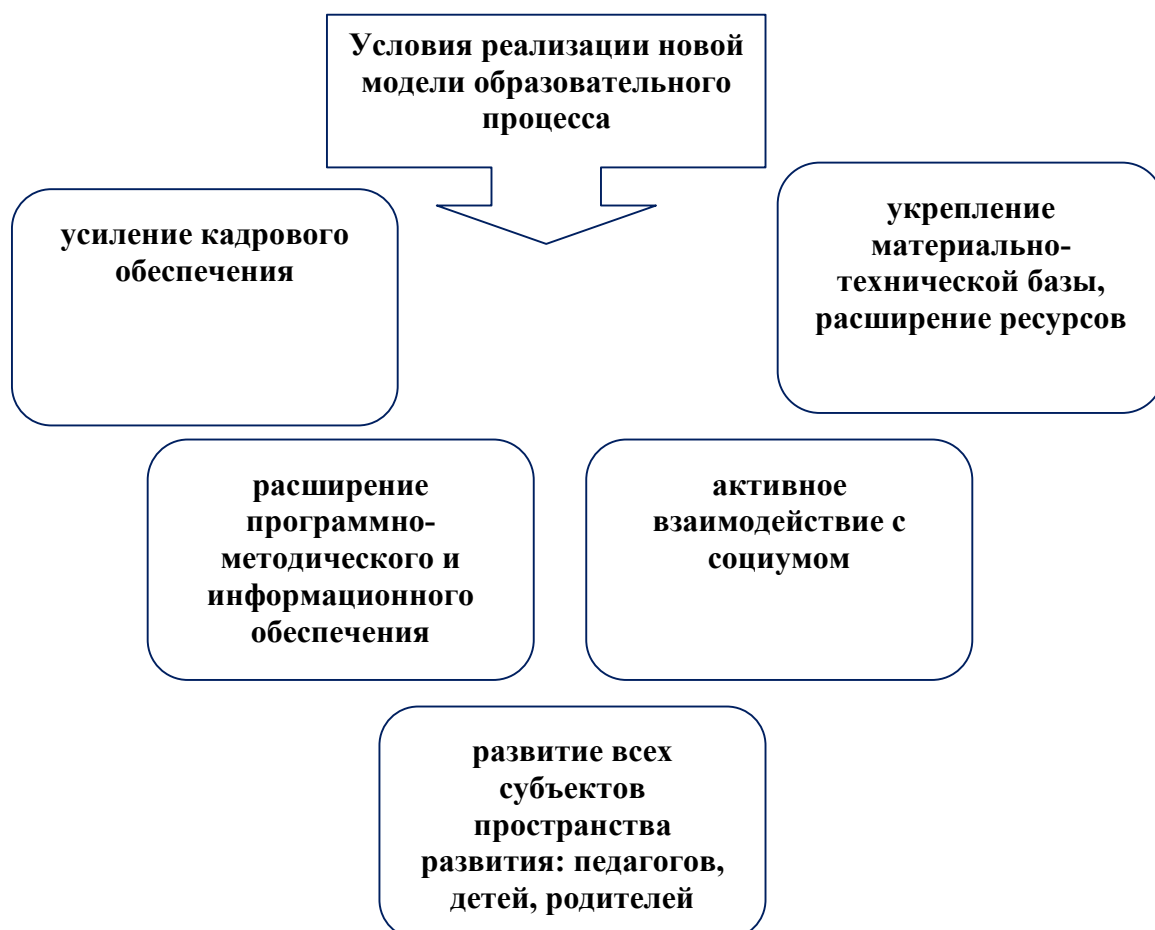 Условия реализации новой
модели образовательного
процесса
усиление кадрового
обеспечения
укрепление
материально-
технической базы,
расширение ресурсов
расширение
программно-
методического и
информационного
обеспечения
активное
взаимодействие с
социумом
развитие всех
субъектов
пространства
развития: педагогов,
детей, родителей